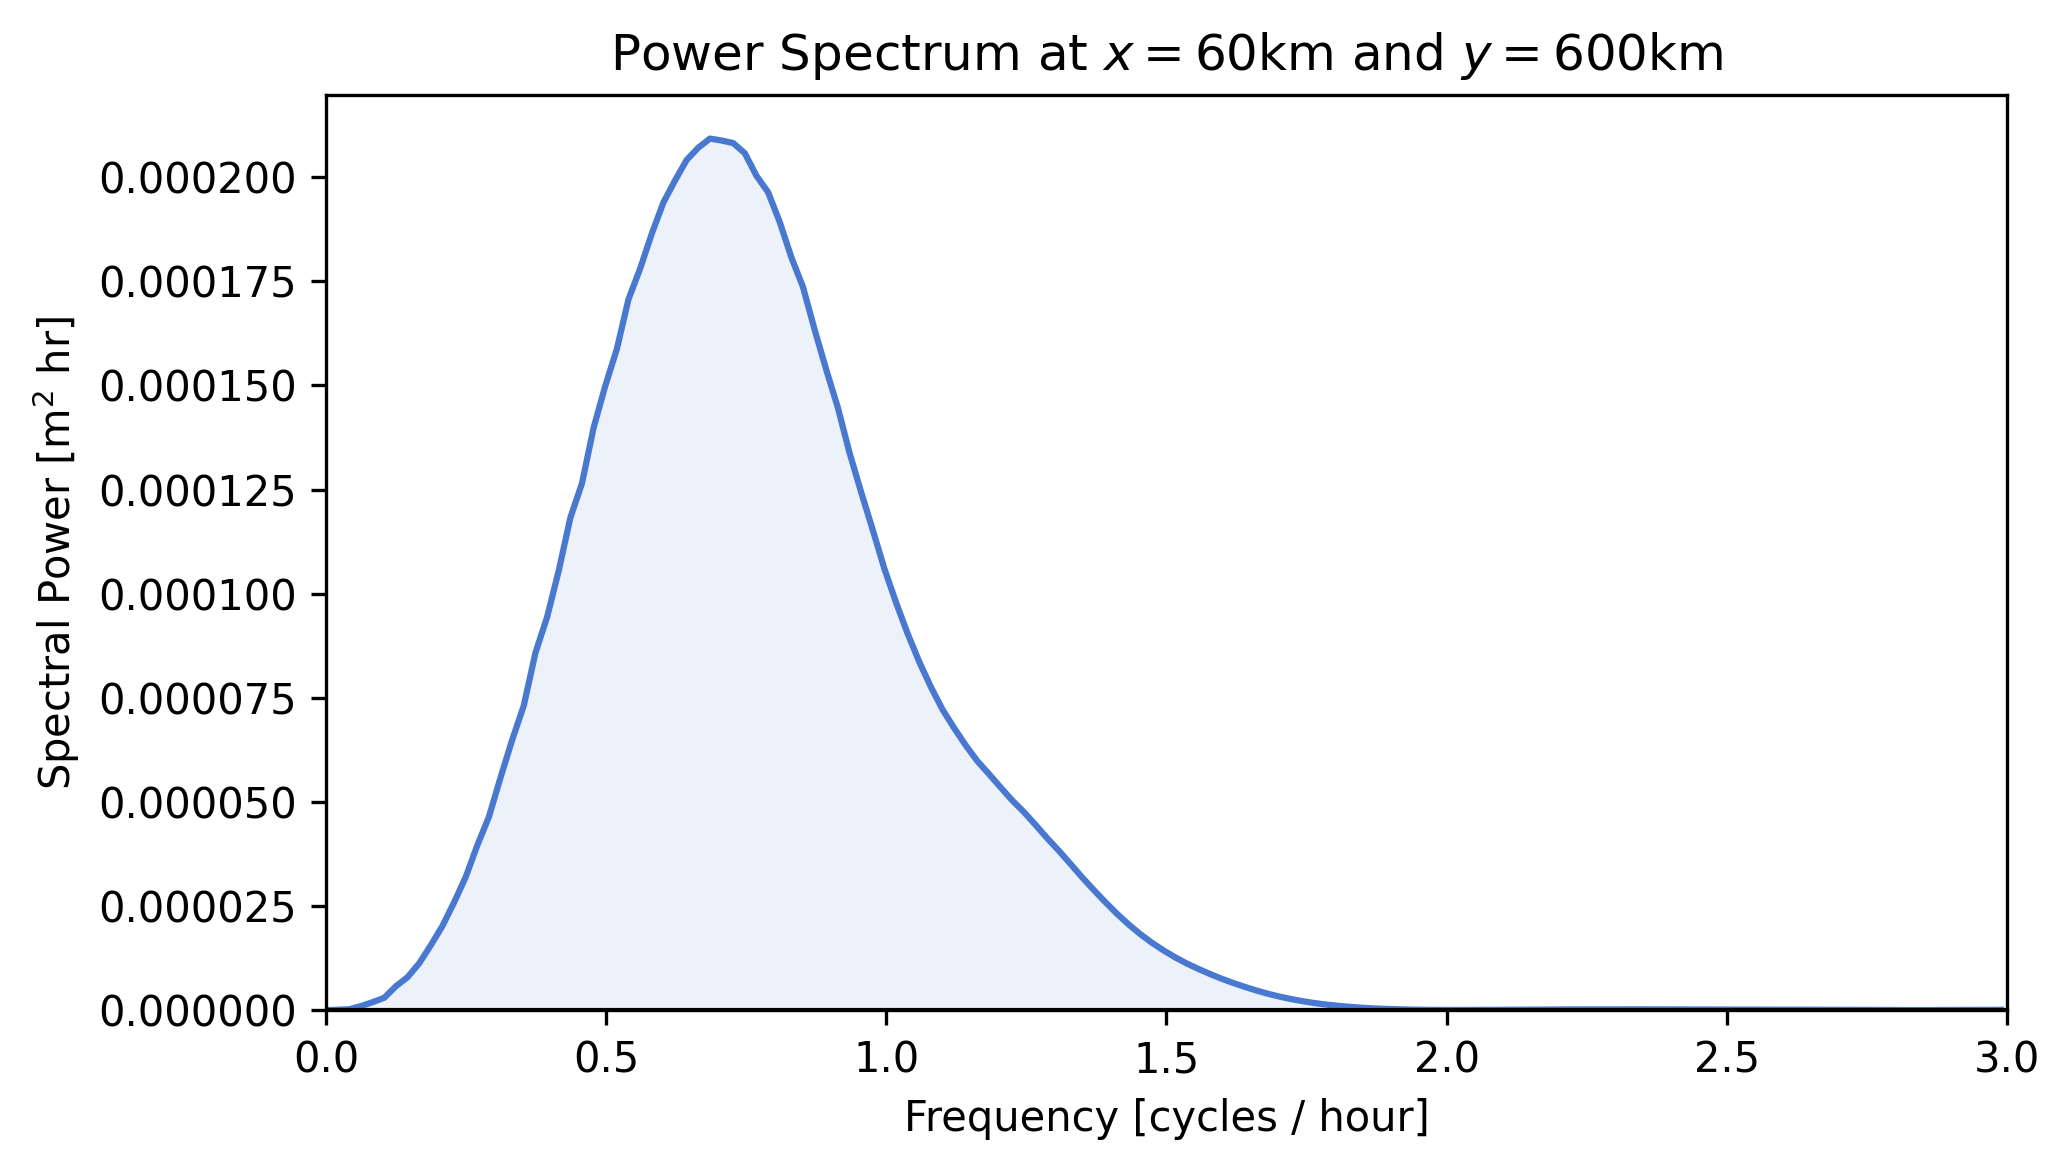 Power Spectrum at x = 60km and y = 600km
Spectral Power [m² hr]
0.000200
0.000175
0.000150
0.000125
0.000100
0.000075
0.000050
0.000025
0.000000
0.0 0.5 1.0 1.5 2.0 2.5 3.0
Frequency [cycles / hour]